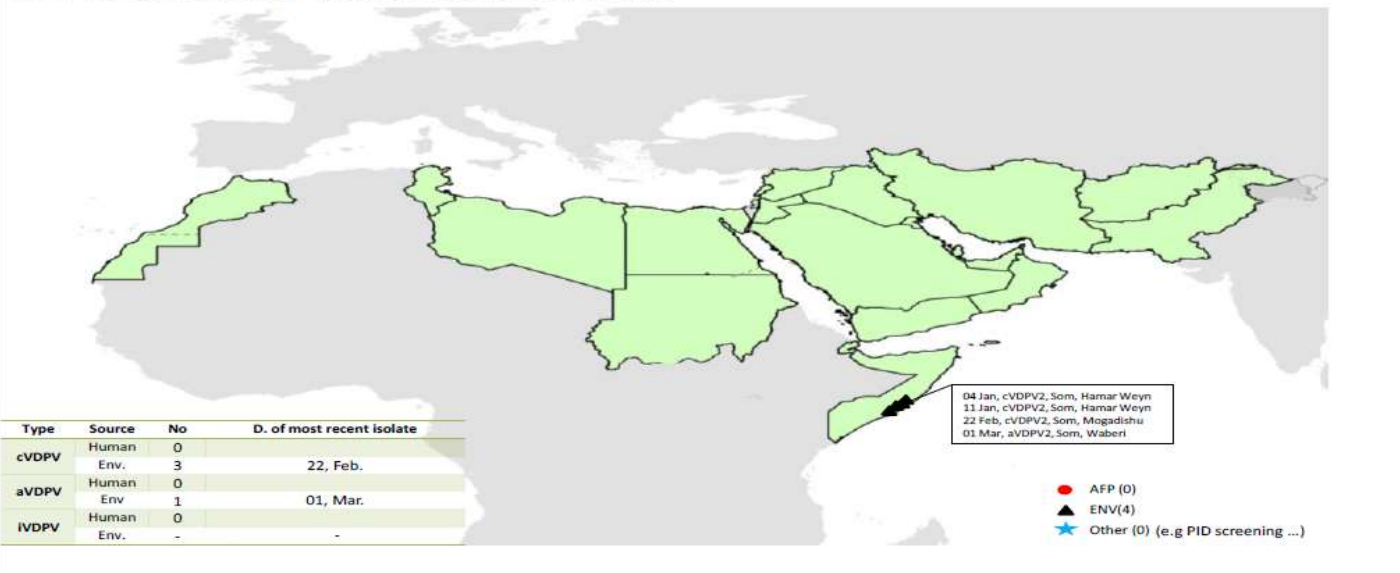 04 Jan, cVDPV2, Som, Hamar Weyn
11 Jan, cVDPV2, Som, Hamar Weyn
22 Feb, cVDPV2, Som, Mogadishu
01 Mar, aVDPV2, Som, Waberi
Type Source No D. of most recent isolate
cVDPV Human 0
Env. 3 22, Feb.
aVDPV Human 0
Env 1 01, Mar.
iVDPV Human 0
Env. - -
AFP (0)
ENV(4)
Other (0) (e.g PID screening ...)